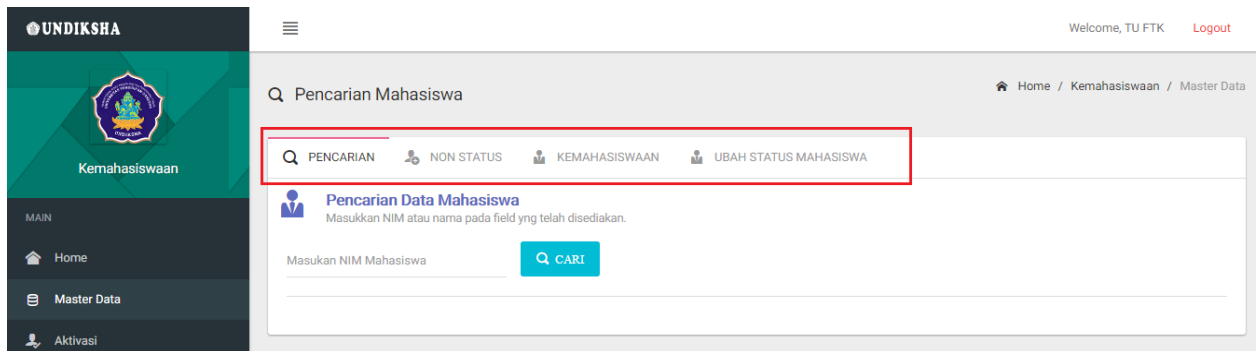 UNDIKSHA
Welcome, TU FTK Logout
UNDIKSHA
Kemahasiswaan
MAIN
Home
Master Data
Aktivasi
Pencarian Mahasiswa
Home / Kemahasiswaan / Master Data
PENCARIAN NON STATUS KEMAHASISWAAN UBAH STATUS MAHASISWA
Pencarian Data Mahasiswa
Masukkan NIM atau nama pada field yng telah disediakan.
Masukan NIM Mahasiswa CARI